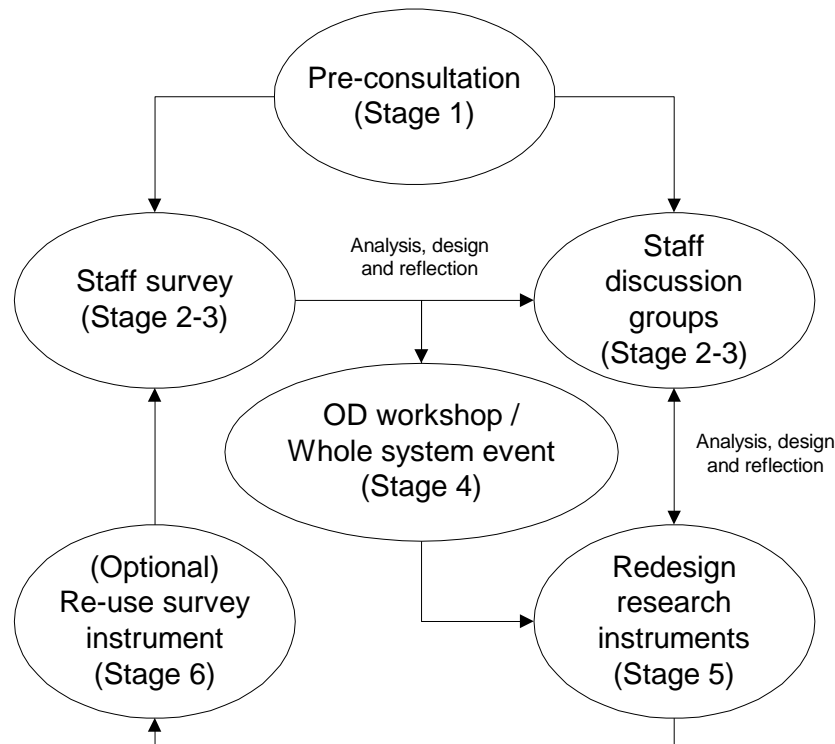 Pre-consultation
(Stage 1)
Analysis, design
and reflection
Staff survey
(Stage 2-3)
Staff
discussion
groups
(Stage 2-3)
OD workshop /
Whole system event
(Stage 4)
Analysis, design
and reflection
(Optional)
Re-use survey
instrument
(Stage 6)
Redesign
research
instruments
(Stage 5)